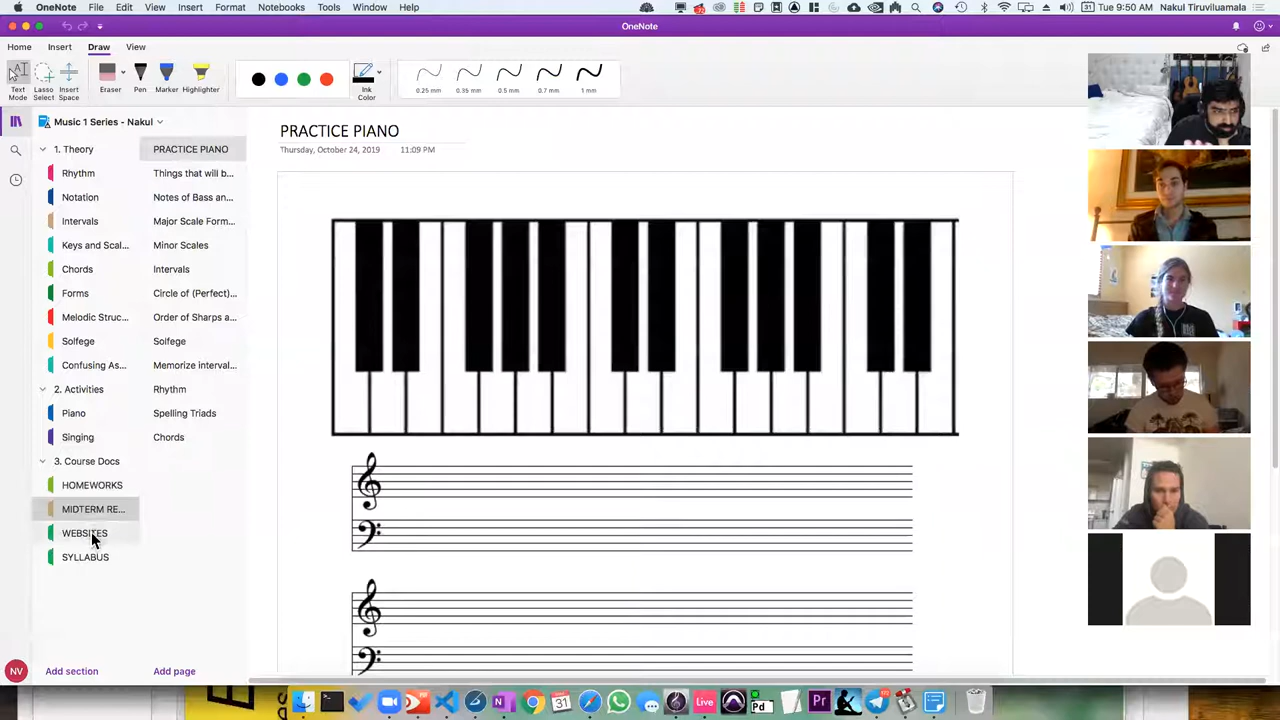 OneNote File Edit View Insert Format Notebooks Tools Window Help
Tue 9:50 AM Nakul Tiruviluamala
OneNote
Home Insert Draw View
Text Mode
Lasso Select
Insert Space
Eraser
Pen
Marker
Highlighter
Ink Color
0.25 mm 0.35 mm 0.5 mm 0.7 mm 1 mm
Music 1 Series - Nakul
1. Theory
Rhythm
Notation
Intervals
Keys and Scal...
Chords
Forms
Melodic Struc...
Solfege
Confusing As...
2. Activities
Piano
Singing
3. Course Docs
HOMEWORKS
MIDTERM RE...
WEBSITES
SYLLABUS
PRACTICE PIANO
Things that will b...
Notes of Bass an...
Major Scale Form...
Minor Scales
Intervals
Circle of (Perfect)...
Order of Sharps a...
Solfege
Memorize interval...
Rhythm
Spelling Triads
Chords
PRACTICE PIANO
Thursday, October 24, 2019 11:09 PM
NV
Add section
Add page
31
Live
Pd
Pr